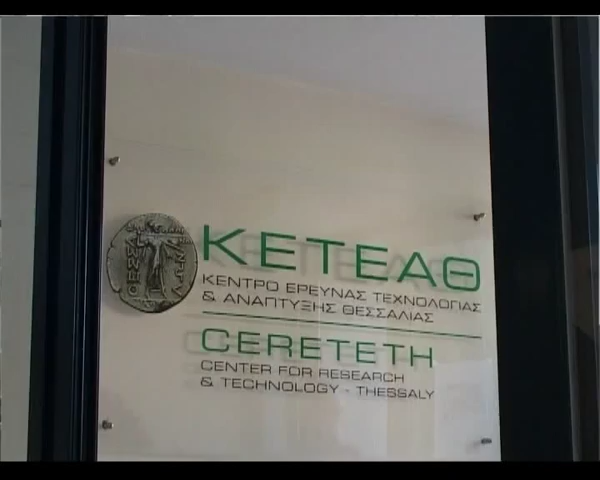 ΚΕΤΕΑΘ
ΚΕΝΤΡΟ ΕΡΕΥΝΑΣ ΤΕΧΝΟΛΟΓΙΑΣ
& ΑΝΑΠΤΥΞΗΣ ΘΕΣΣΑΛΙΑΣ
CERETETH
CENTER FOR RESEARCH
& TECHNOLOGY - THESSALY